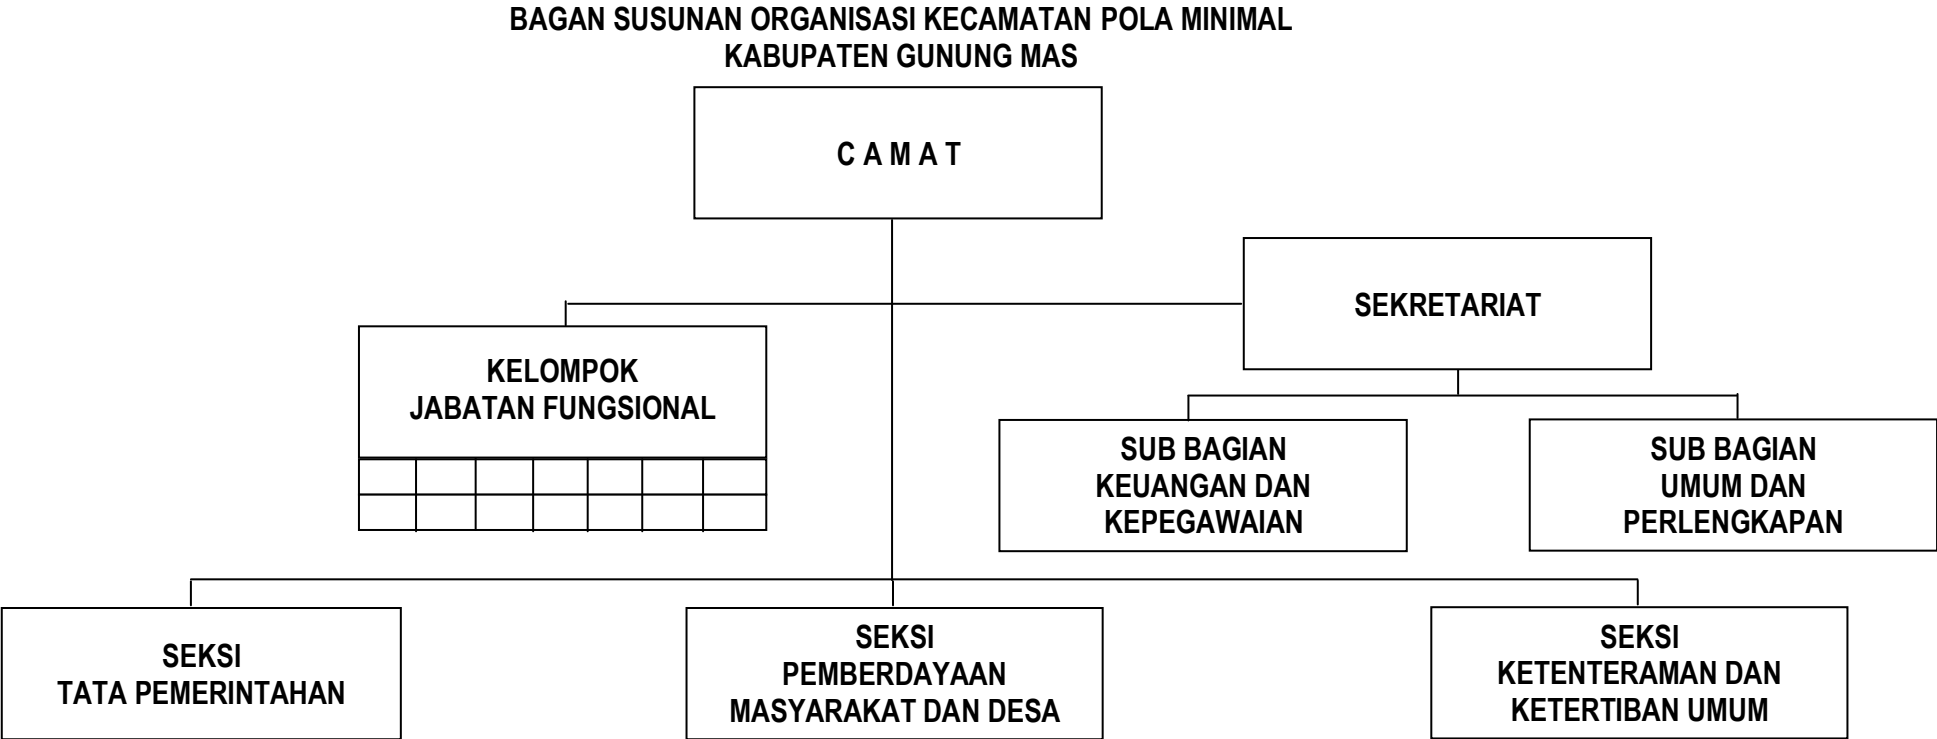 BAGAN SUSUNAN ORGANISASI KECAMATAN POLA MINIMAL
KABUPATEN GUNUNG MAS
C A M A T
SEKRETARIAT
KELOMPOK
JABATAN FUNGSIONAL
SUB BAGIAN
KEUANGAN DAN
KEPEGAWAIAN
SUB BAGIAN
UMUM DAN
PERLENGKAPAN
SEKSI
TATA PEMERINTAHAN
SEKSI
PEMBERDAYAAN
MASYARAKAT DAN DESA
SEKSI
KETENTERAMAN DAN
KETERTIBAN UMUM